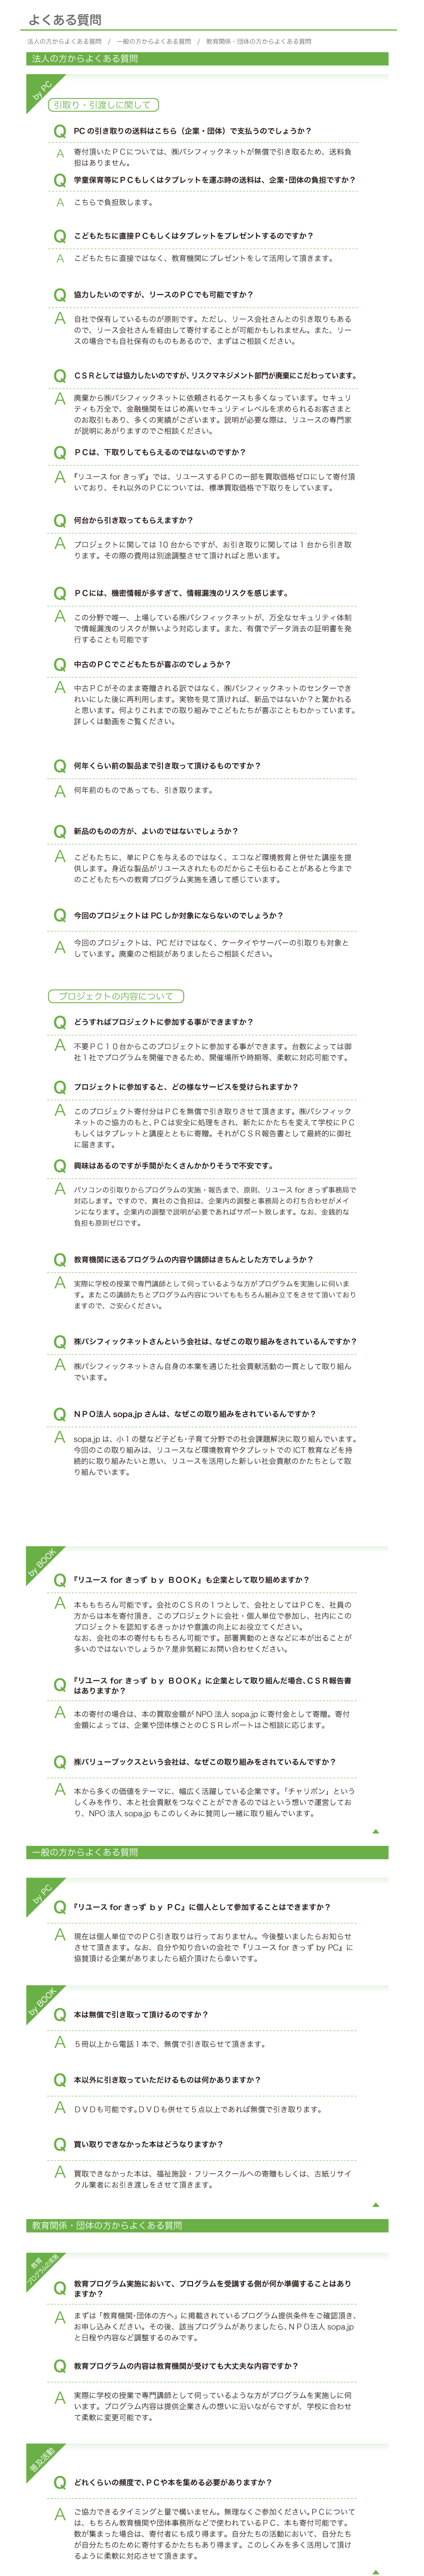 よくある質問
法人の方からよくある質問　/　一般の方からよくある質問　/　教育関係・団体の方からよくある質問
法人の方からよくある質問
by PC
引取り・引渡しに関して
Q PC の引き取りの送料はこちら（企業・団体）で支払うのでしょうか？
A 寄付頂いたＰＣについては、㈱パシフィックネットが無償で引き取るため、送料負
担はありません。
Q 学童保育等にＰＣもしくはタブレットを運ぶ時の送料は、企業・団体の負担ですか？
A こちらで負担致します。
Q こどもたちに直接ＰＣもしくはタブレットをプレゼントするのですか？
A こどもたちに直接ではなく、教育機関にプレゼントをして活用して頂きます。
Q 協力したいのですが、リースのＰＣでも可能ですか？
A 自社で保有しているものが原則です。ただし、リース会社さんとの引き取りもある
ので、リース会社さんを経由して寄付することが可能かもしれません。また、リー
スの場合でも自社保有のものもあるので、まずはご相談ください。
Q ＣＳＲとしては協力したいのですが、リスクマネジメント部門が廃棄にこだわっています。
A 廃棄から㈱パシフィックネットに依頼されるケースも多くなっています。セキュリ
ティも万全で、金融機関をはじめ高いセキュリティレベルを求められるお客さまと
のお取引もあり、多くの実績がございます。説明が必要な際は、リユースの専門家
が説明にあがりますのでご相談ください。
Q ＰＣは、下取りしてもらえるのではないのですか？
A 『リユース for きっず』では、リユースするＰＣの一部を買取価格ゼロにして寄付頂
いており、それ以外のＰＣについては、標準買取価格で下取りをしています。
Q 何台から引き取ってもらえますか？
A プロジェクトに関しては 10 台からですが、お引き取りに関しては 1 台から引き取
ります。その際の費用は別途調整させて頂ければと思います。
Q ＰＣには、機密情報が多すぎて、情報漏洩のリスクを感じます。
A この分野で唯一、上場している㈱パシフィックネットが、万全なセキュリティ体制
で情報漏洩のリスクが無いよう対応します。また、有償でデータ消去の証明書を発
行することも可能です
Q 中古のＰＣでこどもたちが喜ぶのでしょうか？
A 中古ＰＣがそのまま寄贈される訳ではなく、㈱パシフィックネットのセンターでき
れいにした後に再利用します。実物を見て頂ければ、新品ではないか？と驚かれる
と思います。何よりこれまでの取り組みでこどもたちが喜ぶこともわかっています。
詳しくは動画をご覧ください。
Q 何年くらい前の製品まで引き取って頂けるものですか？
A 何年前のものであっても、引き取ります。
Q 新品のものの方が、よいのではないでしょうか？
A こどもたちに、単にＰＣを与えるのではなく、エコなど環境教育と併せた講座を提
供します。身近な製品がリユースされたものだからこそ伝わることがあると今まで
のこどもたちへの教育プログラム実施を通して感じています。
Q 今回のプロジェクトは PC しか対象にならないのでしょうか？
A 今回のプロジェクトは、PC だけではなく、ケータイやサーバーの引取りも対象と
しています。廃棄のご相談がありましたらご相談ください。
プロジェクトの内容について
Q どうすればプロジェクトに参加する事ができますか？
A 不要ＰＣ１０台からこのプロジェクトに参加する事ができます。台数によっては御
社１社でプログラムを開催できるため、開催場所や時期等、柔軟に対応可能です。
Q プロジェクトに参加すると、どの様なサービスを受けられますか？
A このプロジェクト寄付分はＰＣを無償で引き取りさせて頂きます。㈱パシフィック
ネットのご協力のもと、ＰＣは安全に処理をされ、新たにかたちを変えて学校にＰＣ
もしくはタブレットと講座とともに寄贈。それがＣＳＲ報告書として最終的に御社
に届きます。
Q 興味はあるのですが手間がたくさんかかりそうで不安です。
A パソコンの引取りからプログラムの実施・報告まで、原則、リユース for きっず事務局で
対応します。ですので、貴社のご負担は、企業内の調整と事務局との打ち合わせがメイ
ンになります。企業内の調整で説明が必要であればサポート致します。なお、金銭的な
負担も原則ゼロです。
Q 教育機関に送るプログラムの内容や講師はきちんとした方でしょうか？
A 実際に学校の授業で専門講師として伺っているような方がプログラムを実施しに伺いま
す。またこの講師たちとプログラム内容についてももちろん組み立てをさせて頂いており
ますので、ご安心ください。
Q ㈱パシフィックネットさんという会社は、なぜこの取り組みをされているんですか？
A ㈱パシフィックネットさん自身の本業を通じた社会貢献活動の一貫として取り組ん
でいます。
Q ＮＰＯ法人 sopa.jp さんは、なぜこの取り組みをされているんですか？
A sopa.jp は、小１の壁など子ども・子育て分野での社会課題解決に取り組んでいます。
今回のこの取り組みは、リユースなど環境教育やタブレットでの ICT 教育などを持
続的に取り組みたいと思い、リユースを活用した新しい社会貢献のかたちとして取
り組んでいます。
by BOOK
Q 『リユース for きっず ｂｙ ＢＯＯＫ』も企業として取り組めますか？
A 本ももちろん可能です。会社のＣＳＲの１つとして、会社としてはＰＣを、社員の
方からは本を寄付頂き、このプロジェクトに会社・個人単位で参加し、社内にこの
プロジェクトを認知するきっかけや意識の向上にお役立てください。
なお、会社の本の寄付ももちろん可能です。部署異動のときなどに本が出ることが
多いのではないでしょうか？是非気軽にお問い合わせください。
Q 『リユース for きっず ｂｙ ＢＯＯＫ』に企業として取り組んだ場合、ＣＳＲ報告書
はありますか？
A 本の寄付の場合は、本の買取金額が NPO 法人 sopa.jp に寄付金として寄贈。寄付
金額によっては、企業や団体様ごとのＣＳＲレポートはご相談に応じます。
Q ㈱バリューブックスという会社は、なぜこの取り組みをされているんですか？
A 本から多くの価値をテーマに、幅広く活躍している企業です。「チャリボン」という
しくみを作り、本と社会貢献をつなぐことができるのではという想いで運営してお
り、NPO 法人 sopa.jp もこのしくみに賛同し一緒に取り組んでいます。
一般の方からよくある質問
by PC
Q 『リユース for きっず ｂｙ ＰＣ』に個人として参加することはできますか？
A 現在は個人単位でのＰＣ引き取りは行っておりません。今後整いましたらお知らせ
させて頂きます。なお、自分や知り合いの会社で『リユース for きっず by PC』に
協賛頂ける企業がありましたら紹介頂けたら幸いです。
by BOOK
Q 本は無償で引き取って頂けるのですか？
A ５冊以上から電話１本で、無償で引き取らせて頂きます。
Q 本以外に引き取っていただけるものは何かありますか？
A ＤＶＤも可能です。ＤＶＤも併せて５点以上であれば無償で引き取ります。
Q 買い取りできなかった本はどうなりますか？
A 買取できなかった本は、福祉施設・フリースクールへの寄贈もしくは、古紙リサイ
クル業者にお引き渡しをさせて頂きます。
教育関係・団体の方からよくある質問
教育
プログラムの実施
Q 教育プログラム実施において、プログラムを受講する側が何か準備することはあり
ますか？
A まずは「教育機関・団体の方へ」に掲載されているプログラム提供条件をご確認頂き、
お申し込みください。その後、該当プログラムがありましたら、ＮＰＯ法人 sopa.jp
と日程や内容など調整するのみです。
Q 教育プログラムの内容は教育機関が受けても大丈夫な内容ですか？
A 実際に学校の授業で専門講師として伺っているような方がプログラムを実施しに伺
います。プログラム内容は提供企業さんの想いに沿いながらですが、学校に合わせ
て柔軟に変更可能です。
普及活動
Q どれくらいの頻度で、ＰＣや本を集める必要がありますか？
A ご協力できるタイミングと量で構いません。無理なくご参加ください。ＰＣについて
は、もちろん教育機関や団体事務所などで使われているＰＣ、本も寄付可能です。
数が集まった場合は、寄付者にも成り得ます。自分たちの活動において、自分たち
が自分たちのために寄付するかたちもあり得ます。このしくみを多く活用して頂け
るように柔軟に対応させて頂きます。